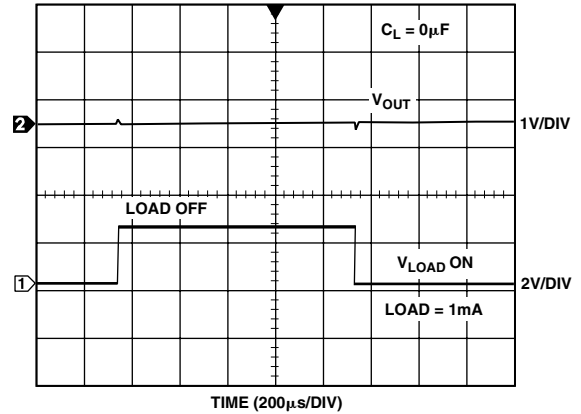 C_L = 0μF
V_OUT
2
1V/DIV
LOAD OFF
V_LOAD ON
1
2V/DIV
LOAD = 1mA
TIME (200μs/DIV)